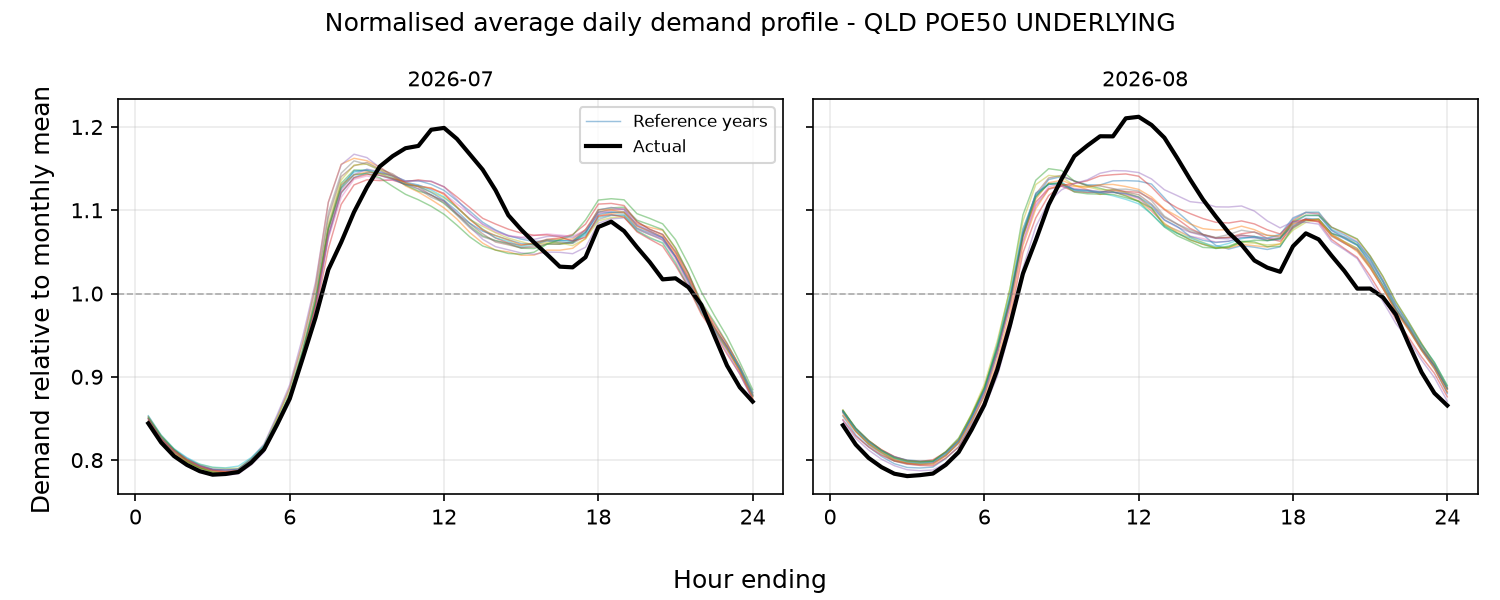 Normalised average daily demand profile - QLD POE50 UNDERLYING
2026-07
2026-08
Demand relative to monthly mean
1.2
1.1
1.0
0.9
0.8
Reference years
Actual
0 6 12 18 24
0 6 12 18 24
Hour ending